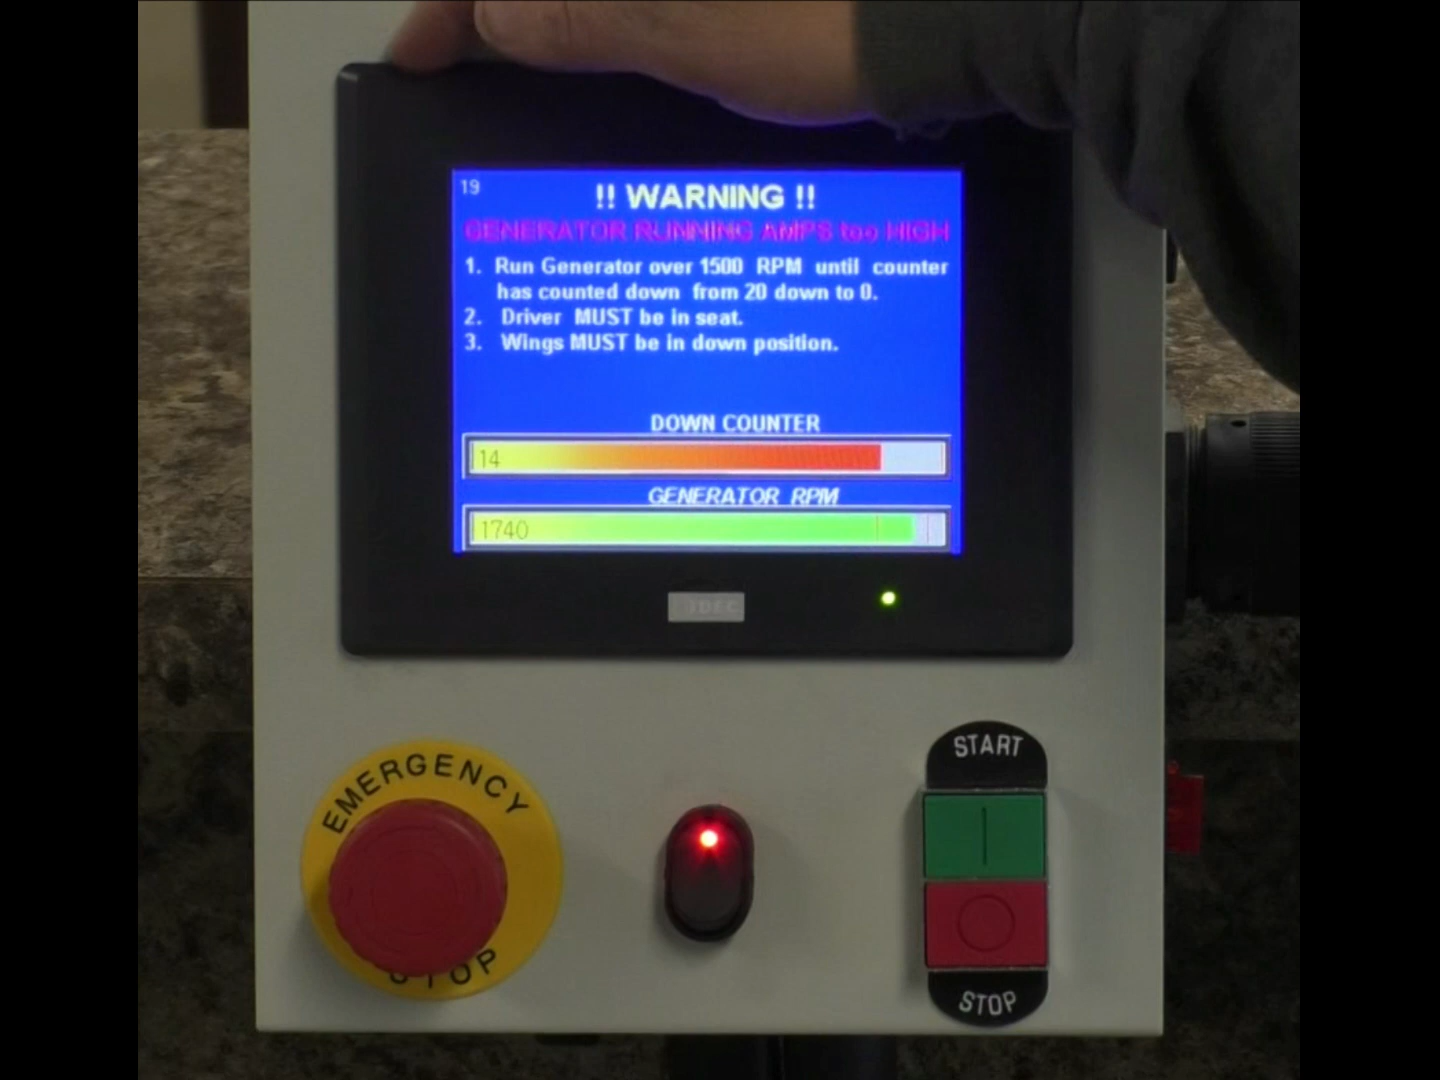 19
!! WARNING !!
GENERATOR RUNNING AMPS too HIGH
1. Run Generator over 1500 RPM until counter
has counted down from 20 down to 0.
2. Driver MUST be in seat.
3. Wings MUST be in down position.
DOWN COUNTER
14
GENERATOR RPM
1740
IDEC
EMERGENCY
STOP
START
STOP